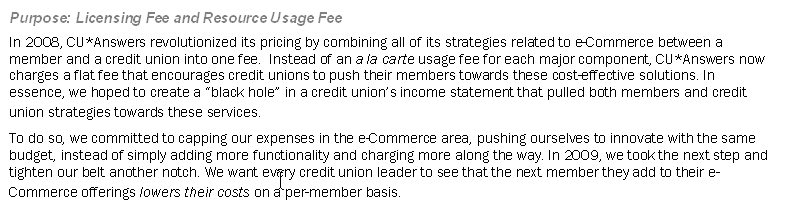 Purpose: Licensing Fee and Resource Usage Fee
In 2008, CU*Answers revolutionized its pricing by combining all of its strategies related to e-Commerce between a
member and a credit union into one fee.  Instead of an a la carte usage fee for each major component, CU*Answers now
charges a flat fee that encourages credit unions to push their members towards these cost-effective solutions. In
essence, we hoped to create a “black hole” in a credit union’s income statement that pulled both members and credit
union strategies towards these services.
To do so, we committed to capping our expenses in the e-Commerce area, pushing ourselves to innovate with the same
budget, instead of simply adding more functionality and charging more along the way. In 2009, we took the next step and
tighten our belt another notch. We want every credit union leader to see that the next member they add to their e-
Commerce offerings lowers their costs on a per-member basis.